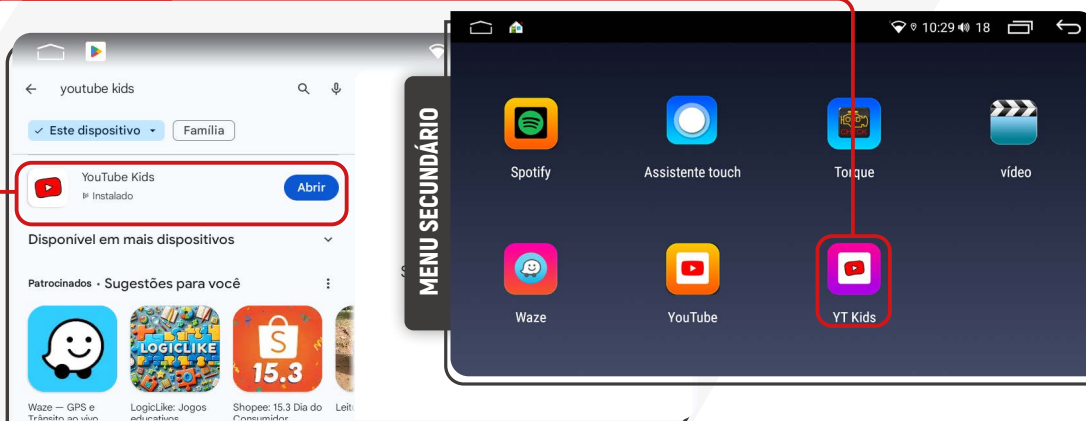 youtube kids
Este dispositivo
Família
YouTube Kids
Instalado
Abrir
Disponível em mais dispositivos
Patrocinados • Sugestões para você
LOGICLIKE
S
15.3
Waze — GPS e
Trânsito ao vivo
LogicLike: Jogos
educativos
Shopee: 15.3 Dia do
Consumidor
MENU SECUNDÁRIO
10:29
18
Spotify
Assistente touch
CHECK
Torque
vídeo
Waze
YouTube
YT Kids